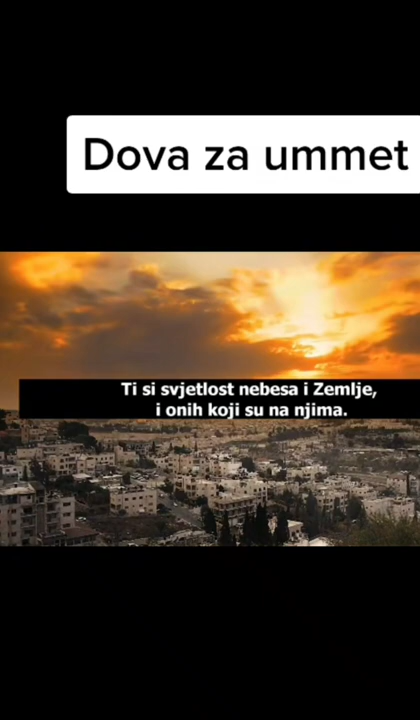 Dova za ummet
Ti si svjetlost nebesa i Zemlje,
i onih koji su na njima.